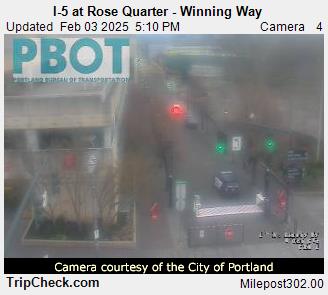 I-5 at Rose Quarter - Winning Way
Updated Feb 03 2025 5:10 PM Camera 4
PBOT
PORTLAND BUREAU OF TRANSPORTATION
Camera courtesy of the City of Portland
TripCheck.com Milepost302.00